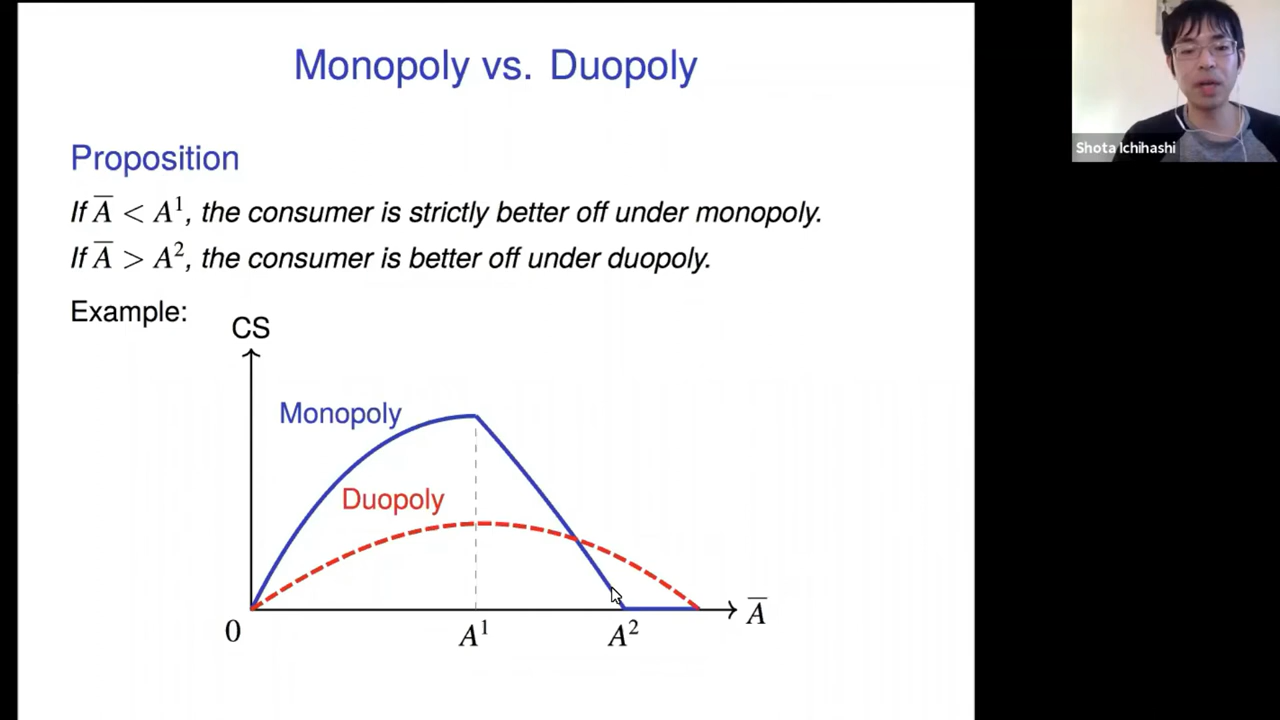 Monopoly vs. Duopoly
Shota Ichihashi
Proposition
If A̅ < A¹, the consumer is strictly better off under monopoly.
If A̅ > A², the consumer is better off under duopoly.
Example:
CS
Monopoly
Duopoly
0
A¹
A²
A̅